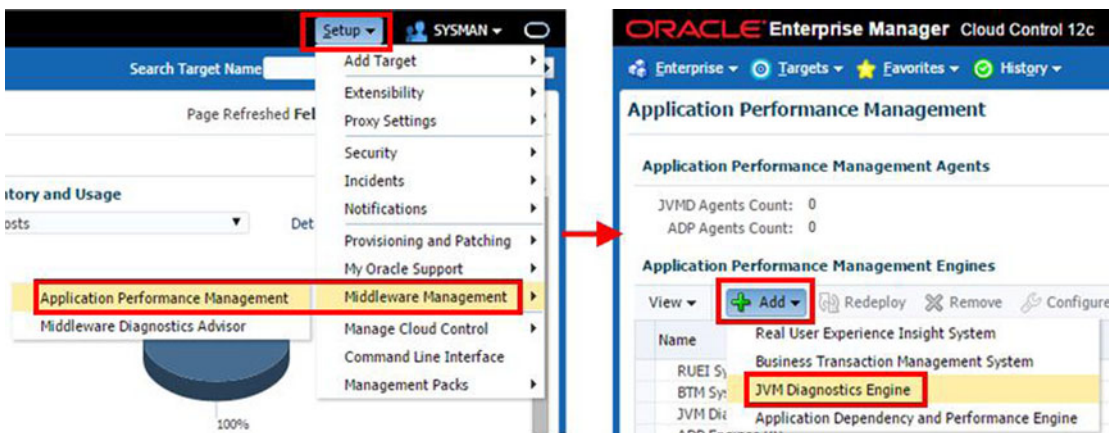 Setup
SYSMAN
Search Target Name
Page Refreshed Fel
tory and Usage
osts
Det
Add Target
Extensibility
Proxy Settings
Security
Incidents
Notifications
Provisioning and Patching
My Oracle Support
Middleware Management
Manage Cloud Control
Command Line Interface
Management Packs
Application Performance Management
Middleware Diagnostics Advisor
100%
ORACLE Enterprise Manager Cloud Control 12c
Enterprise Targets Favorites History
Application Performance Management
Application Performance Management Agents
JVMD Agents Count: 0
ADP Agents Count: 0
Application Performance Management Engines
View Add Redeploy Remove Configure
Name
RUEI Sy
BTM Sy
JVM Dia
Real User Experience Insight System
Business Transaction Management System
JVM Diagnostics Engine
Application Dependency and Performance Engine